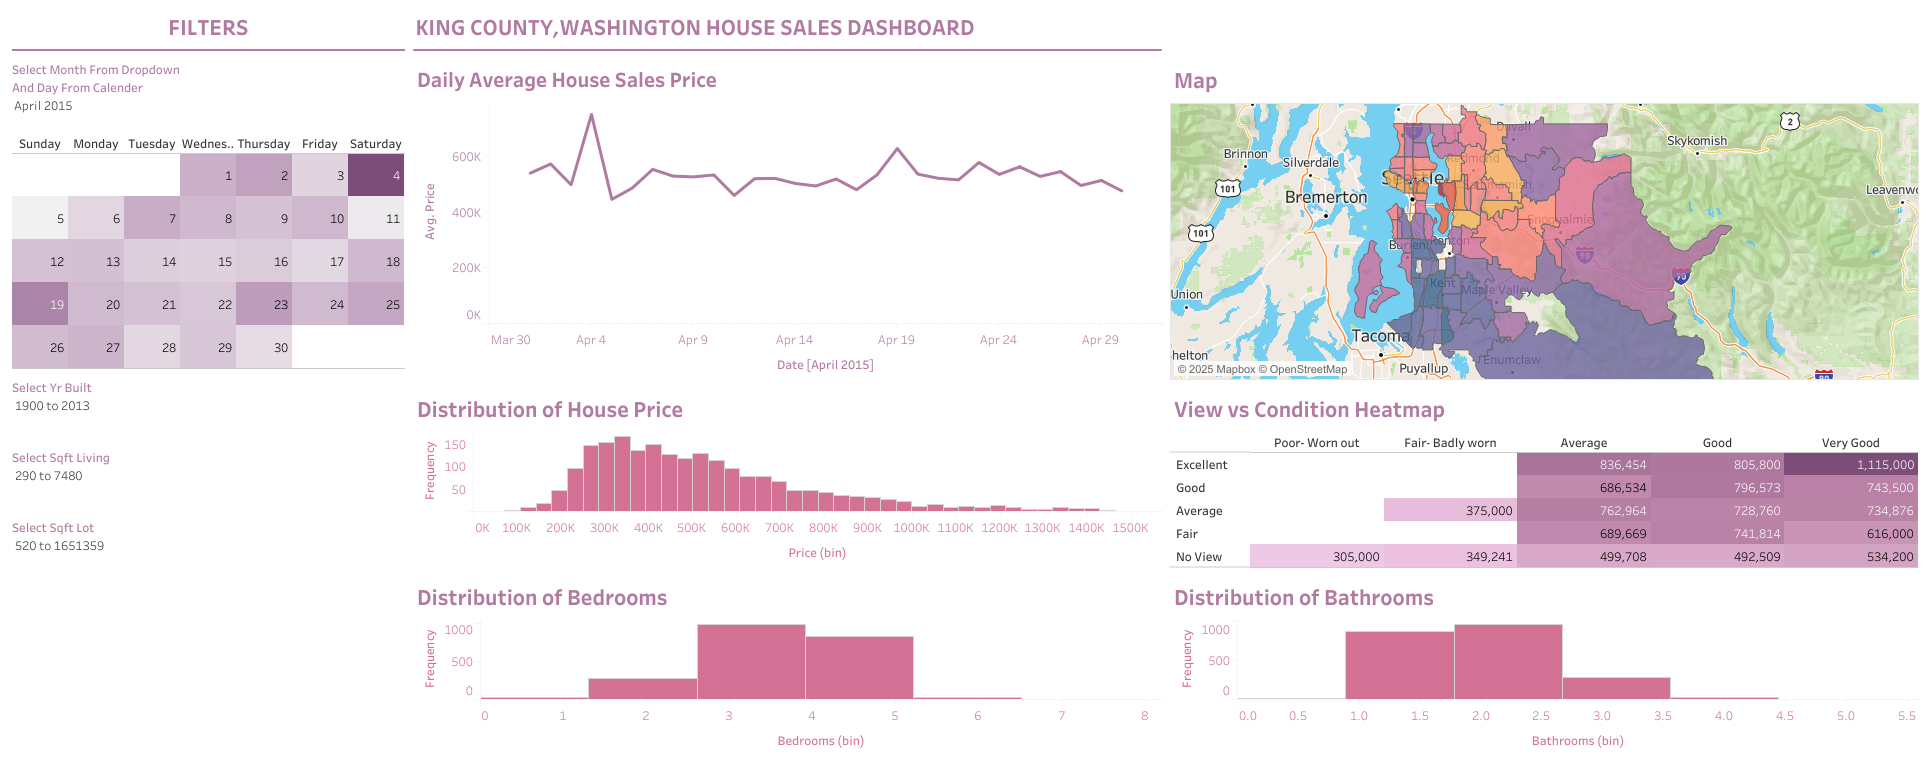 FILTERS
Select Month From Dropdown
And Day From Calender
April 2015
Sunday Monday Tuesday Wednes.. Thursday Friday Saturday
1 2 3 4
5 6 7 8 9 10 11
12 13 14 15 16 17 18
19 20 21 22 23 24 25
26 27 28 29 30
Select Yr Built
1900 to 2013
Select Sqft Living
290 to 7480
Select Sqft Lot
520 to 1651359
KING COUNTY,WASHINGTON HOUSE SALES DASHBOARD
Daily Average House Sales Price
Avg. Price
600K
400K
200K
0K
Mar 30 Apr 4 Apr 9 Apr 14 Apr 19 Apr 24 Apr 29
Date [April 2015]
Map
2
Duvall
Skykomish
Brinnon
Silverdale
Redmond
101
Seattle
Sammamish
Leavenwo
Bremerton
Snoqualmie
101
Burien Renton
90
90
Kent
Maple Valley
Union
Tacoma
helton
Enumclaw
Puyallup
© 2025 Mapbox © OpenStreetMap
Distribution of House Price
Frequency
150
100
50
0K 100K 200K 300K 400K 500K 600K 700K 800K 900K 1000K 1100K 1200K 1300K 1400K 1500K
Price (bin)
View vs Condition Heatmap
Poor- Worn out Fair- Badly worn Average Good Very Good
Excellent 836,454 805,800 1,115,000
Good 686,534 796,573 743,500
Average 375,000 762,964 728,760 734,876
Fair 689,669 741,814 616,000
No View 305,000 349,241 499,708 492,509 534,200
Distribution of Bedrooms
Frequency
1000
500
0
0 1 2 3 4 5 6 7 8
Bedrooms (bin)
Distribution of Bathrooms
Frequency
1000
500
0
0.0 0.5 1.0 1.5 2.0 2.5 3.0 3.5 4.0 4.5 5.0 5.5
Bathrooms (bin)